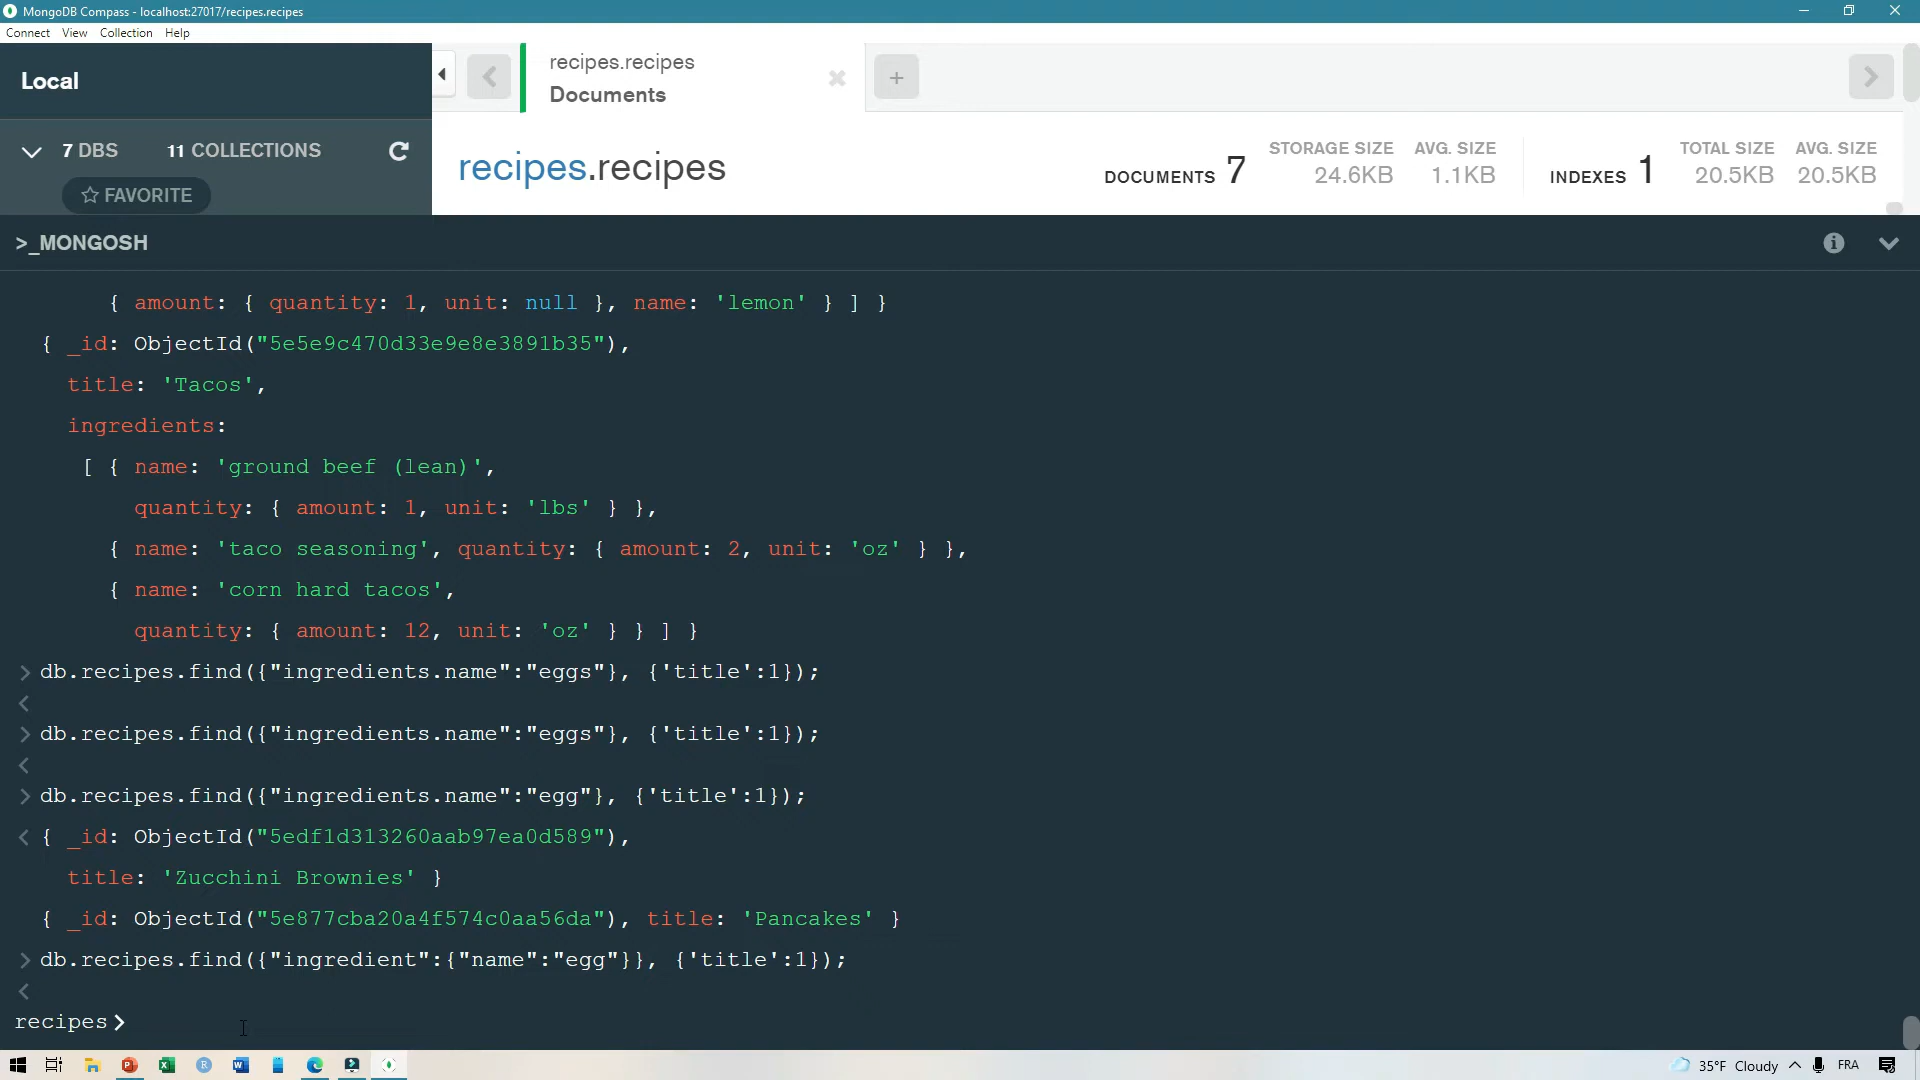 MongoDB Compass - localhost:27017/recipes.recipes
Connect View Collection Help
Local
recipes.recipes
Documents
7 DBS 11 COLLECTIONS
FAVORITE
recipes.recipes
DOCUMENTS 7
STORAGE SIZE
24.6KB
AVG. SIZE
1.1KB
INDEXES 1
TOTAL SIZE
20.5KB
AVG. SIZE
20.5KB
>_MONGOSH
{ amount: { quantity: 1, unit: null }, name: 'lemon' } ] }
{ _id: ObjectId("5e5e9c470d33e9e8e3891b35"),
title: 'Tacos',
ingredients:
[ { name: 'ground beef (lean)',
quantity: { amount: 1, unit: 'lbs' } },
{ name: 'taco seasoning', quantity: { amount: 2, unit: 'oz' } },
{ name: 'corn hard tacos',
quantity: { amount: 12, unit: 'oz' } } ] }
> db.recipes.find({"ingredients.name":"eggs"}, {'title':1});
<
> db.recipes.find({"ingredients.name":"eggs"}, {'title':1});
<
> db.recipes.find({"ingredients.name":"egg"}, {'title':1});
< { _id: ObjectId("5edf1d313260aab97ea0d589"),
title: 'Zucchini Brownies' }
{ _id: ObjectId("5e877cba20a4f574c0aa56da"), title: 'Pancakes' }
> db.recipes.find({"ingredient":{"name":"egg"}}, {'title':1});
<
recipes>
35°F Cloudy FRA